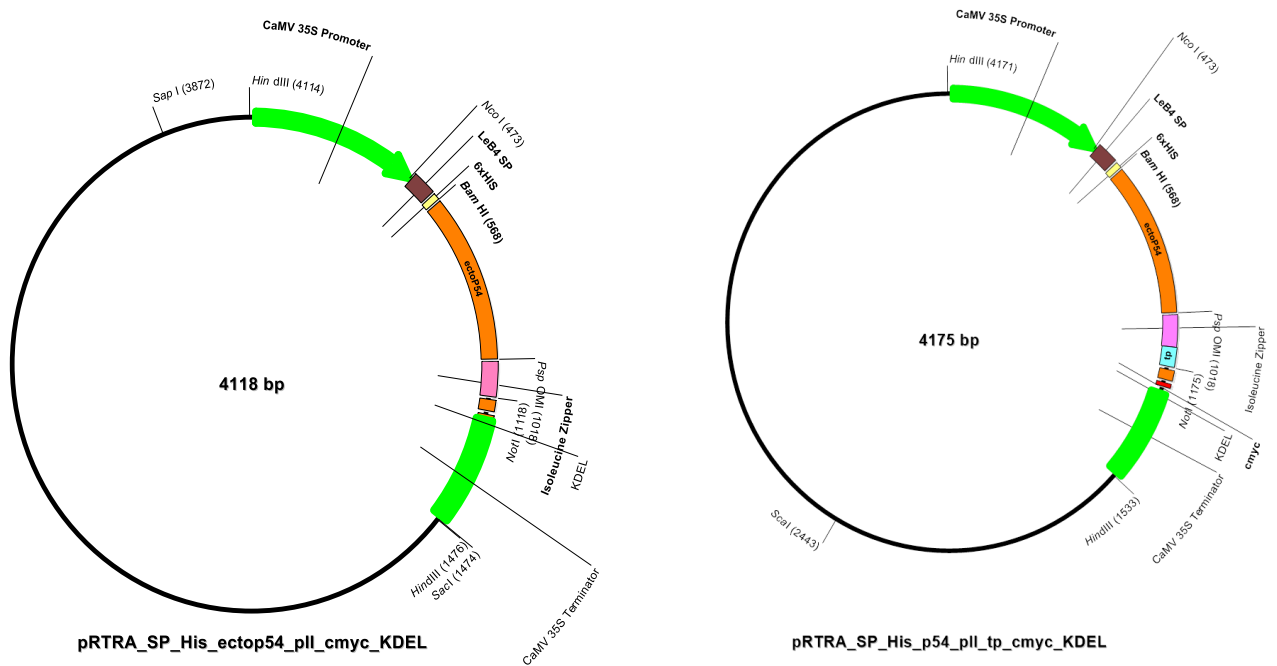 CaMV 35S Promoter
Sap I (3872)
Hin dIII (4114)
Nco I (473)
LeB4 SP
6xHIS
Bam HI (568)
ectoP54
4118 bp
Psp OMI (1018)
NotI (1118)
Isoleucine Zipper
KDEL
HindIII (1476)
SacI (1474)
CaMV 35S Terminator
pRTRA_SP_His_ectop54_pII_cmyc_KDEL
CaMV 35S Promoter
Hin dIII (4171)
Nco I (473)
LeB4 SP
6xHIS
Bam HI (568)
ectoP54
4175 bp
Psp OMI (1018)
Isoleucine Zipper
tp
NotI (1175)
KDEL
cmyc
CaMV 35S Terminator
HindIII (1533)
ScaI (2443)
pRTRA_SP_His_p54_pII_tp_cmyc_KDEL